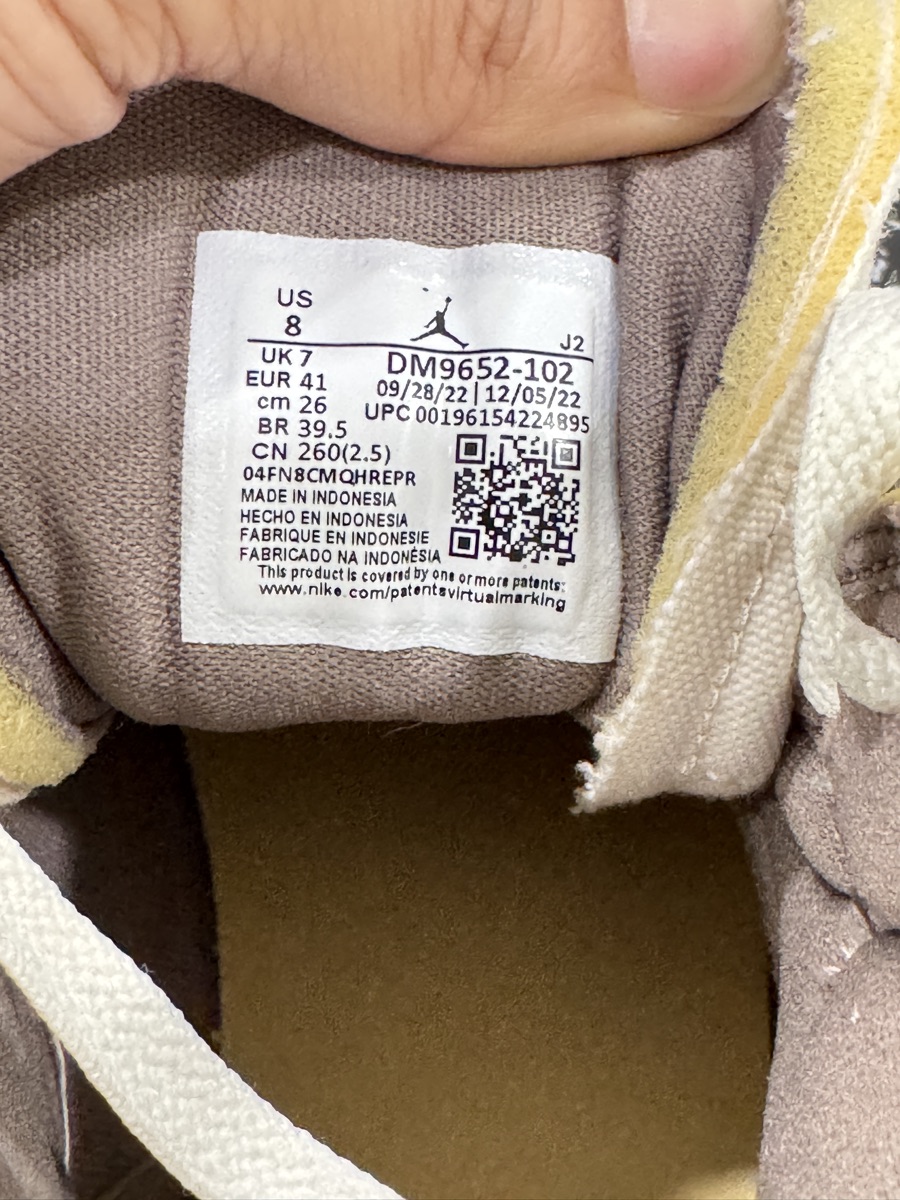 US
8
J2
UK 7
EUR 41
cm 26
BR 39.5
CN 260(2.5)
DM9652-102
09/28/22 | 12/05/22
UPC 00196154224895
04FN8CMQHREPR
MADE IN INDONESIA
HECHO EN INDONESIA
FABRIQUE EN INDONESIE
FABRICADO NA INDONÉSIA
This product is covered by one or more patents:
www.nike.com/patentsvirtualmarking